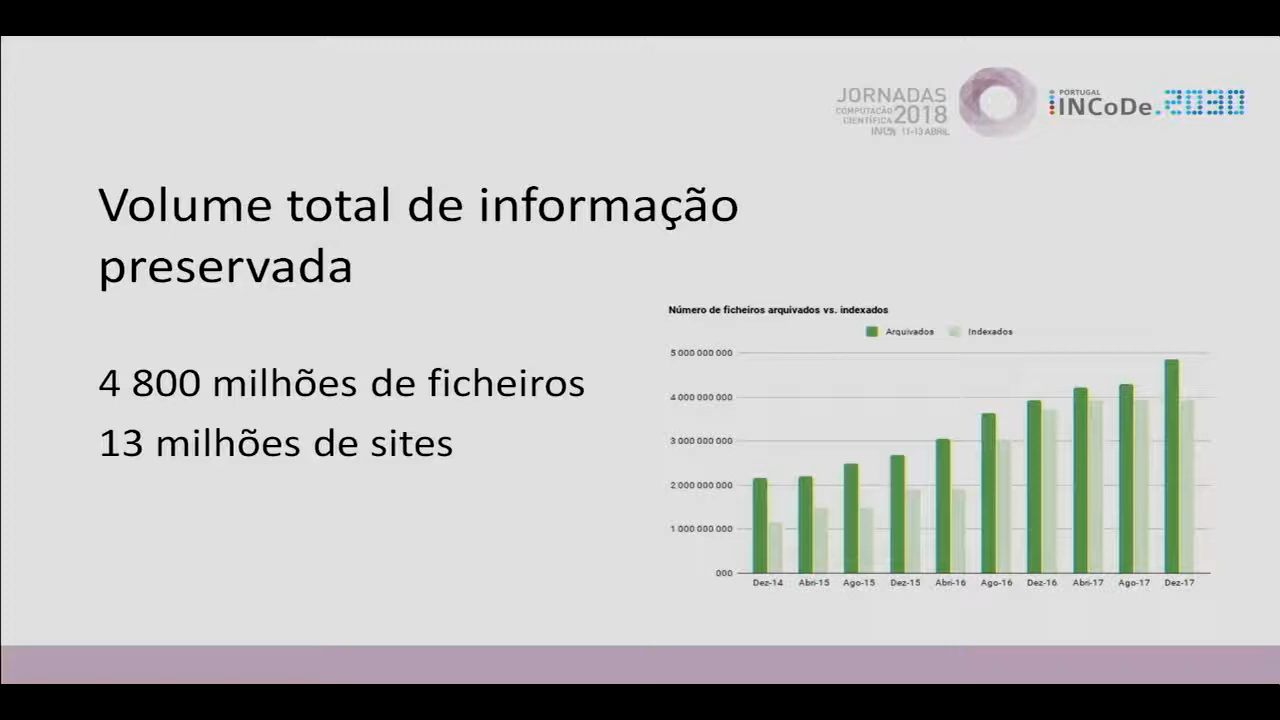 JORNADAS
COMPUTAÇÃO
CIENTÍFICA 2018
11-13 ABRIL
PORTUGAL
INCoDe.2030
Volume total de informação
preservada
4 800 milhões de ficheiros
13 milhões de sites
Número de ficheiros arquivados vs. indexados
Arquivados Indexados
5 000 000 000
4 000 000 000
3 000 000 000
2 000 000 000
1 000 000 000
000
Dez-14 Abri-15 Ago-15 Dez-15 Abri-16 Ago-16 Dez-16 Abri-17 Ago-17 Dez-17